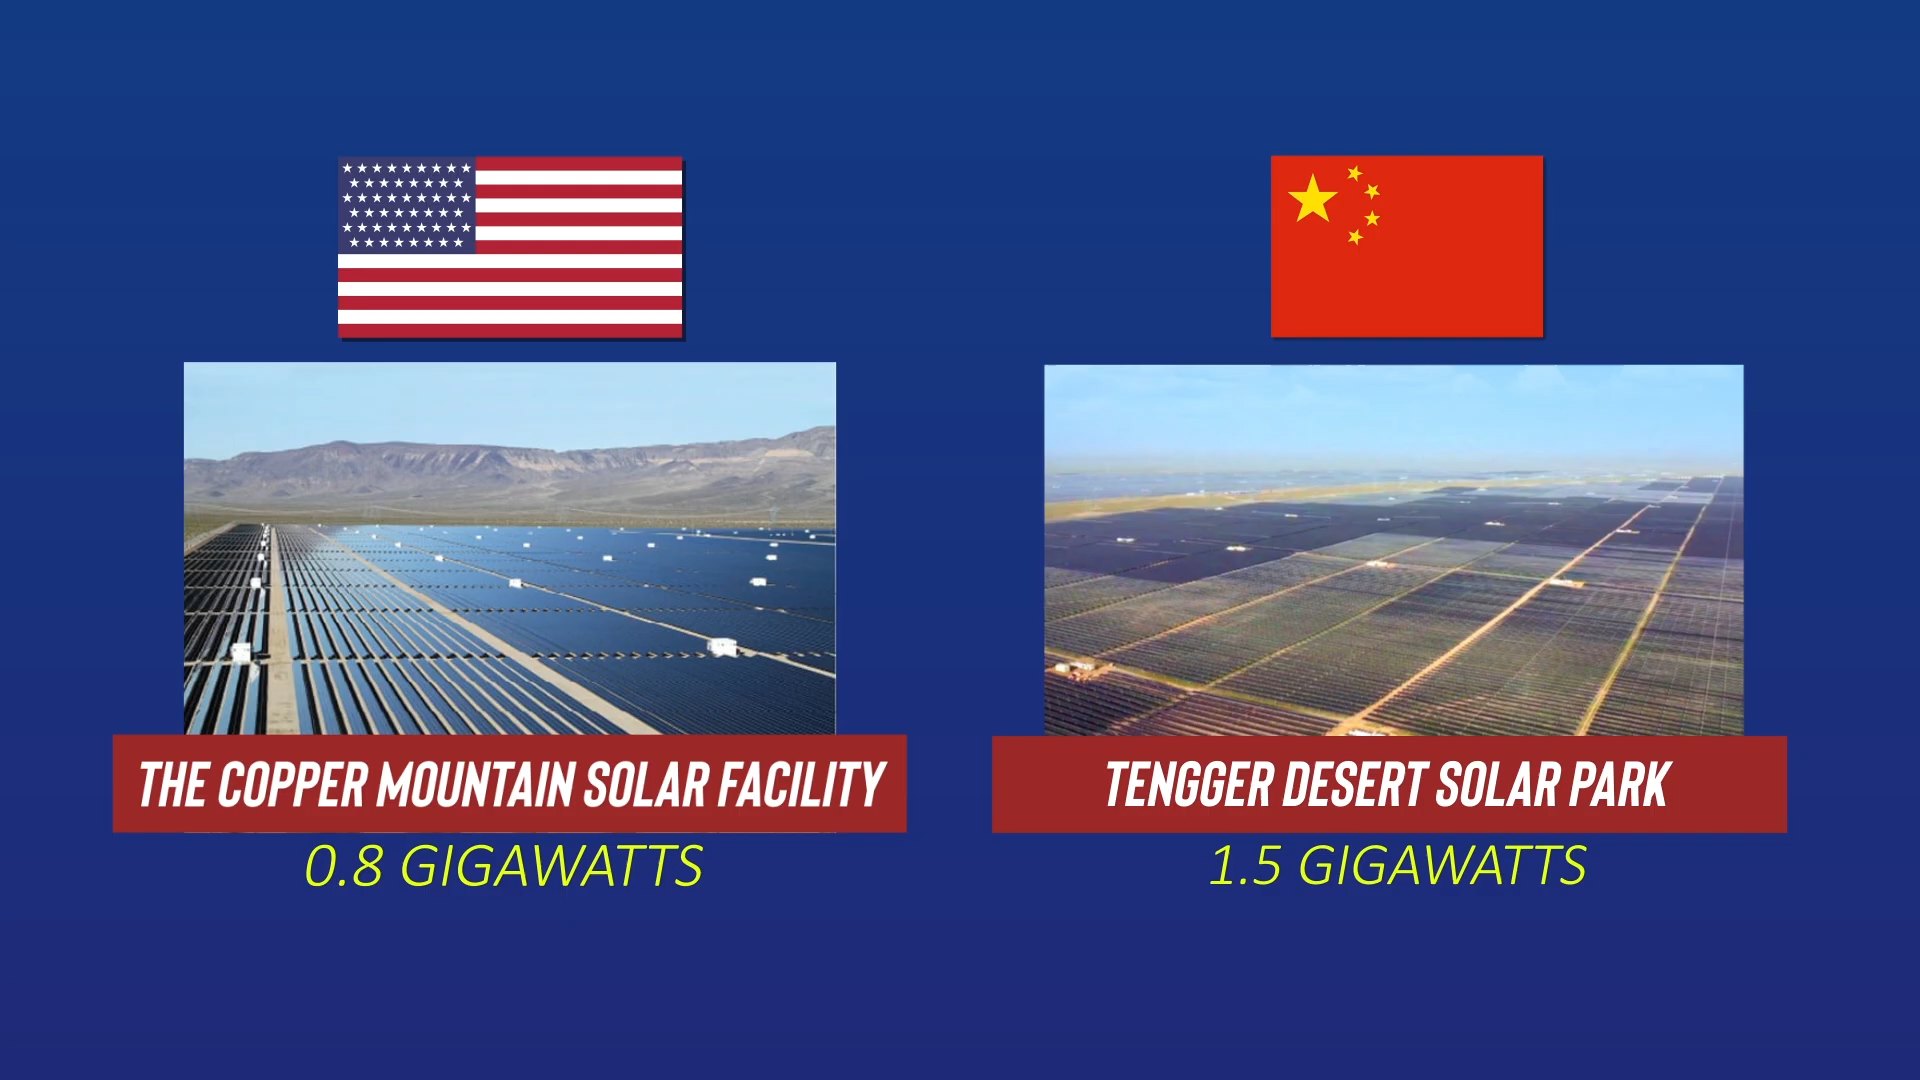 THE COPPER MOUNTAIN SOLAR FACILITY
0.8 GIGAWATTS
TENGGER DESERT SOLAR PARK
1.5 GIGAWATTS